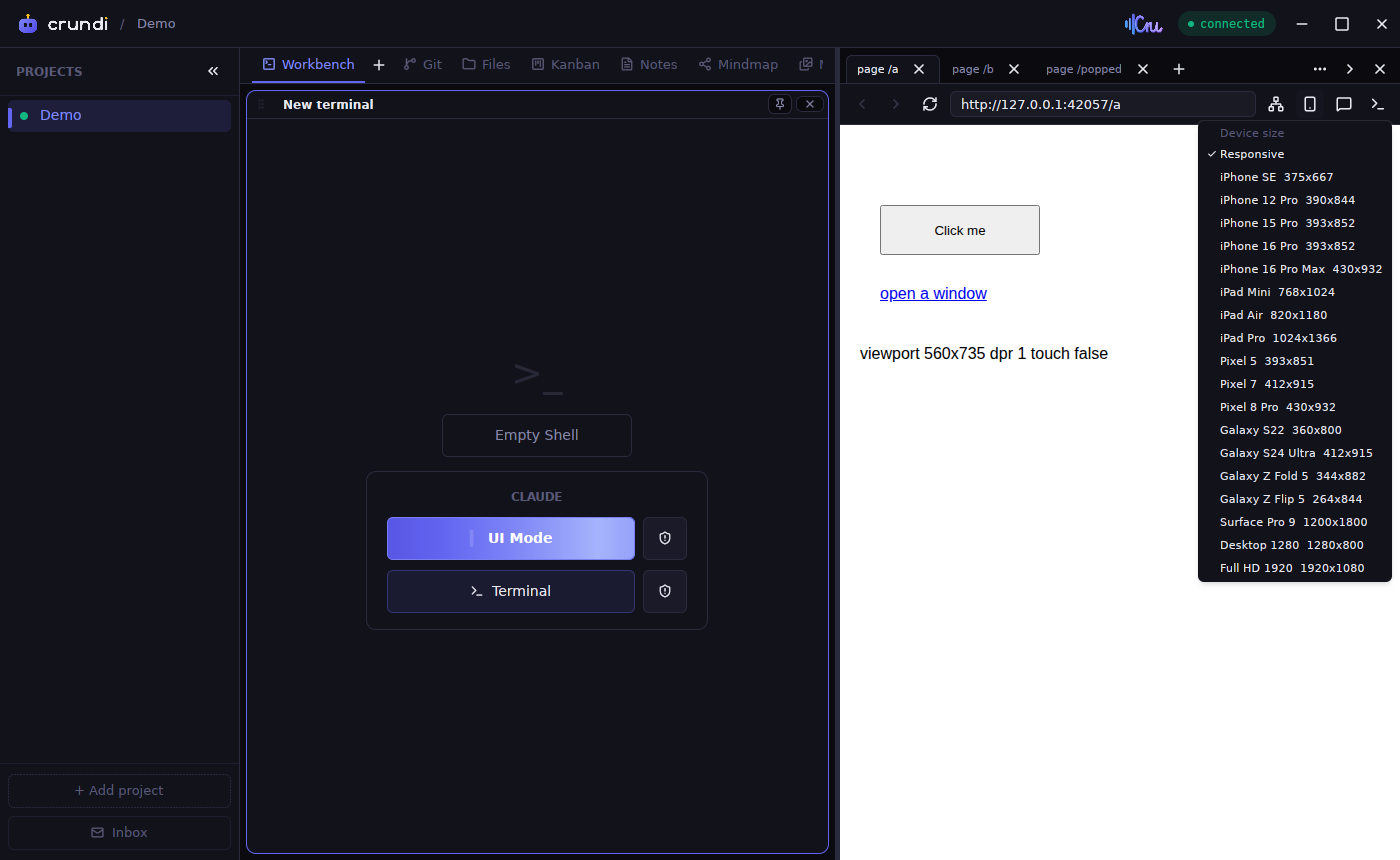 crundi / Demo
Cru
connected
PROJECTS
Demo
+ Add project
Inbox
Workbench
Git
Files
Kanban
Notes
Mindmap
New terminal
>_
Empty Shell
CLAUDE
UI Mode
Terminal
page /a
page /b
page /popped
http://127.0.0.1:42057/a
Click me
open a window
viewport 560x735 dpr 1 touch false
Device size
Responsive
iPhone SE 375x667
iPhone 12 Pro 390x844
iPhone 15 Pro 393x852
iPhone 16 Pro 393x852
iPhone 16 Pro Max 430x932
iPad Mini 768x1024
iPad Air 820x1180
iPad Pro 1024x1366
Pixel 5 393x851
Pixel 7 412x915
Pixel 8 Pro 430x932
Galaxy S22 360x800
Galaxy S24 Ultra 412x915
Galaxy Z Fold 5 344x882
Galaxy Z Flip 5 264x844
Surface Pro 9 1200x1800
Desktop 1280 1280x800
Full HD 1920 1920x1080